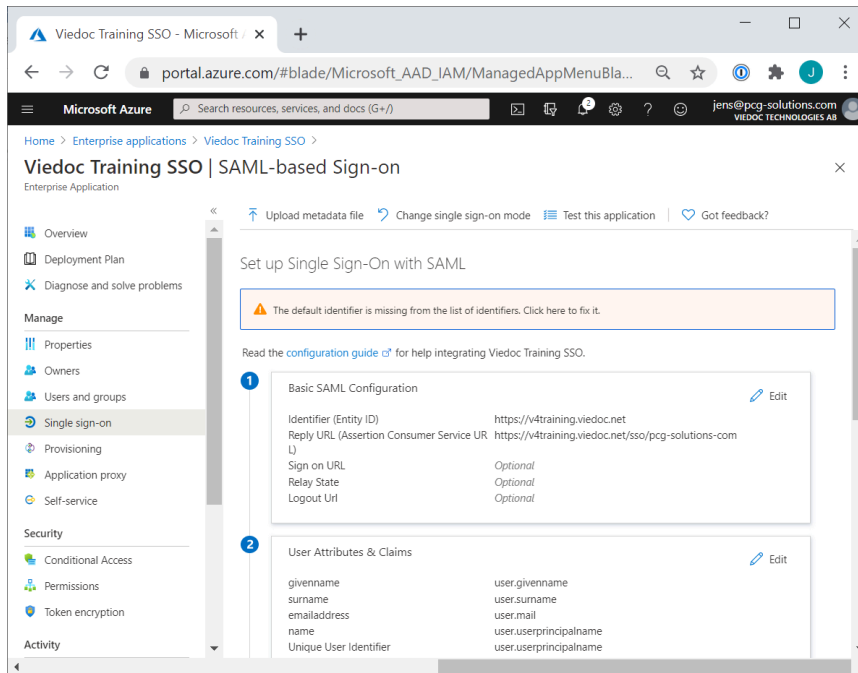 Viedoc Training SSO - Microsoft A
portal.azure.com/#blade/Microsoft_AAD_IAM/ManagedAppMenuBla...
J
Microsoft Azure
Search resources, services, and docs (G+/)
2
jens@pcg-solutions.com
VIEDOC TECHNOLOGIES AB
Home > Enterprise applications > Viedoc Training SSO >
Viedoc Training SSO | SAML-based Sign-on
Enterprise Application
Overview
Deployment Plan
Diagnose and solve problems
Manage
Properties
Owners
Users and groups
Single sign-on
Provisioning
Application proxy
Self-service
Security
Conditional Access
Permissions
Token encryption
Activity
Upload metadata file Change single sign-on mode Test this application Got feedback?
Set up Single Sign-On with SAML
The default identifier is missing from the list of identifiers. Click here to fix it.
Read the configuration guide for help integrating Viedoc Training SSO.
1
Basic SAML Configuration
Edit
Identifier (Entity ID) https://v4training.viedoc.net
Reply URL (Assertion Consumer Service UR https://v4training.viedoc.net/sso/pcg-solutions-com
L)
Sign on URL Optional
Relay State Optional
Logout Url Optional
2
User Attributes & Claims
Edit
givenname user.givenname
surname user.surname
emailaddress user.mail
name user.userprincipalname
Unique User Identifier user.userprincipalname